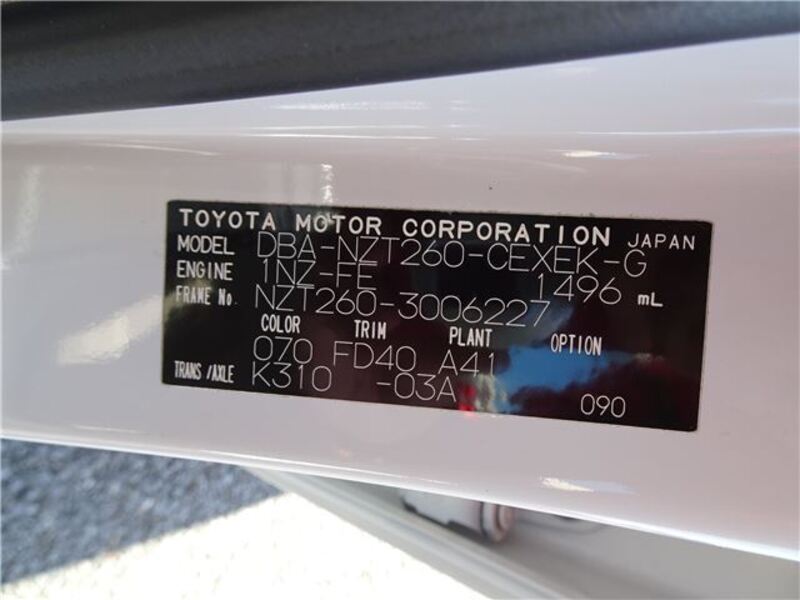 TOYOTA MOTOR CORPORATION JAPAN
MODEL DBA-NZT260-CEXEK-G
ENGINE 1NZ-FE 1496 mL
FRAME No. NZT260-3006227
COLOR TRIM PLANT OPTION
070 FD40 A41
TRANS/AXLE K310 -03A
090